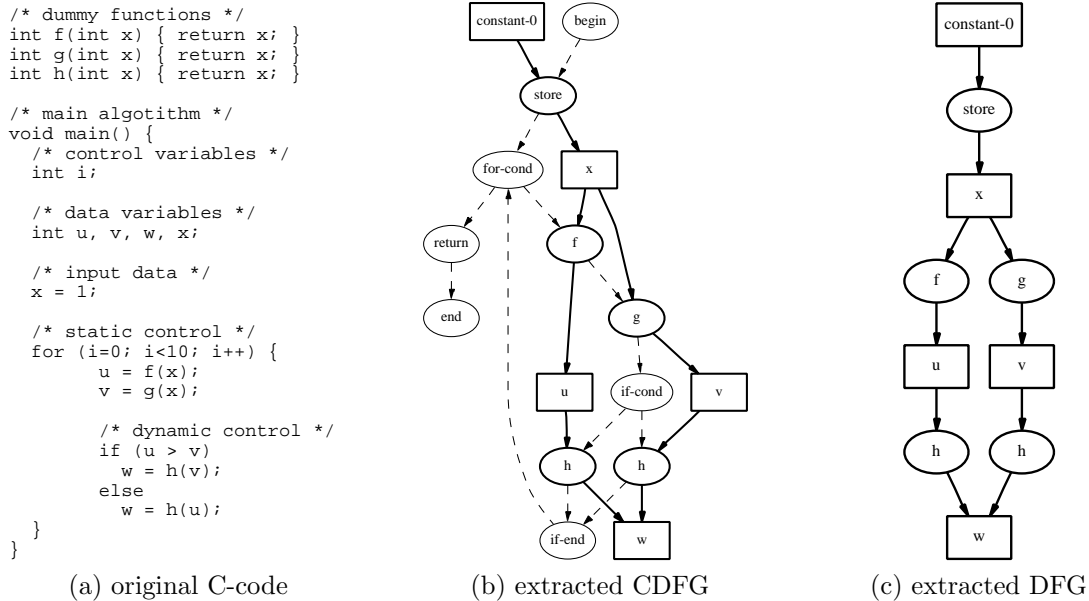 /* dummy functions */
int f(int x) { return x; }
int g(int x) { return x; }
int h(int x) { return x; }
/* main algotithm */
void main() {
/* control variables */
int i;
/* data variables */
int u, v, w, x;
/* input data */
x = 1;
/* static control */
for (i=0; i<10; i++) {
u = f(x);
v = g(x);
/* dynamic control */
if (u > v)
w = h(v);
else
w = h(u);
}
}
(a) original C-code
constant-0
begin
store
for-cond
x
return
f
end
g
u
if-cond
v
h
h
if-end
w
(b) extracted CDFG
constant-0
store
x
f
g
u
v
h
h
w
(c) extracted DFG